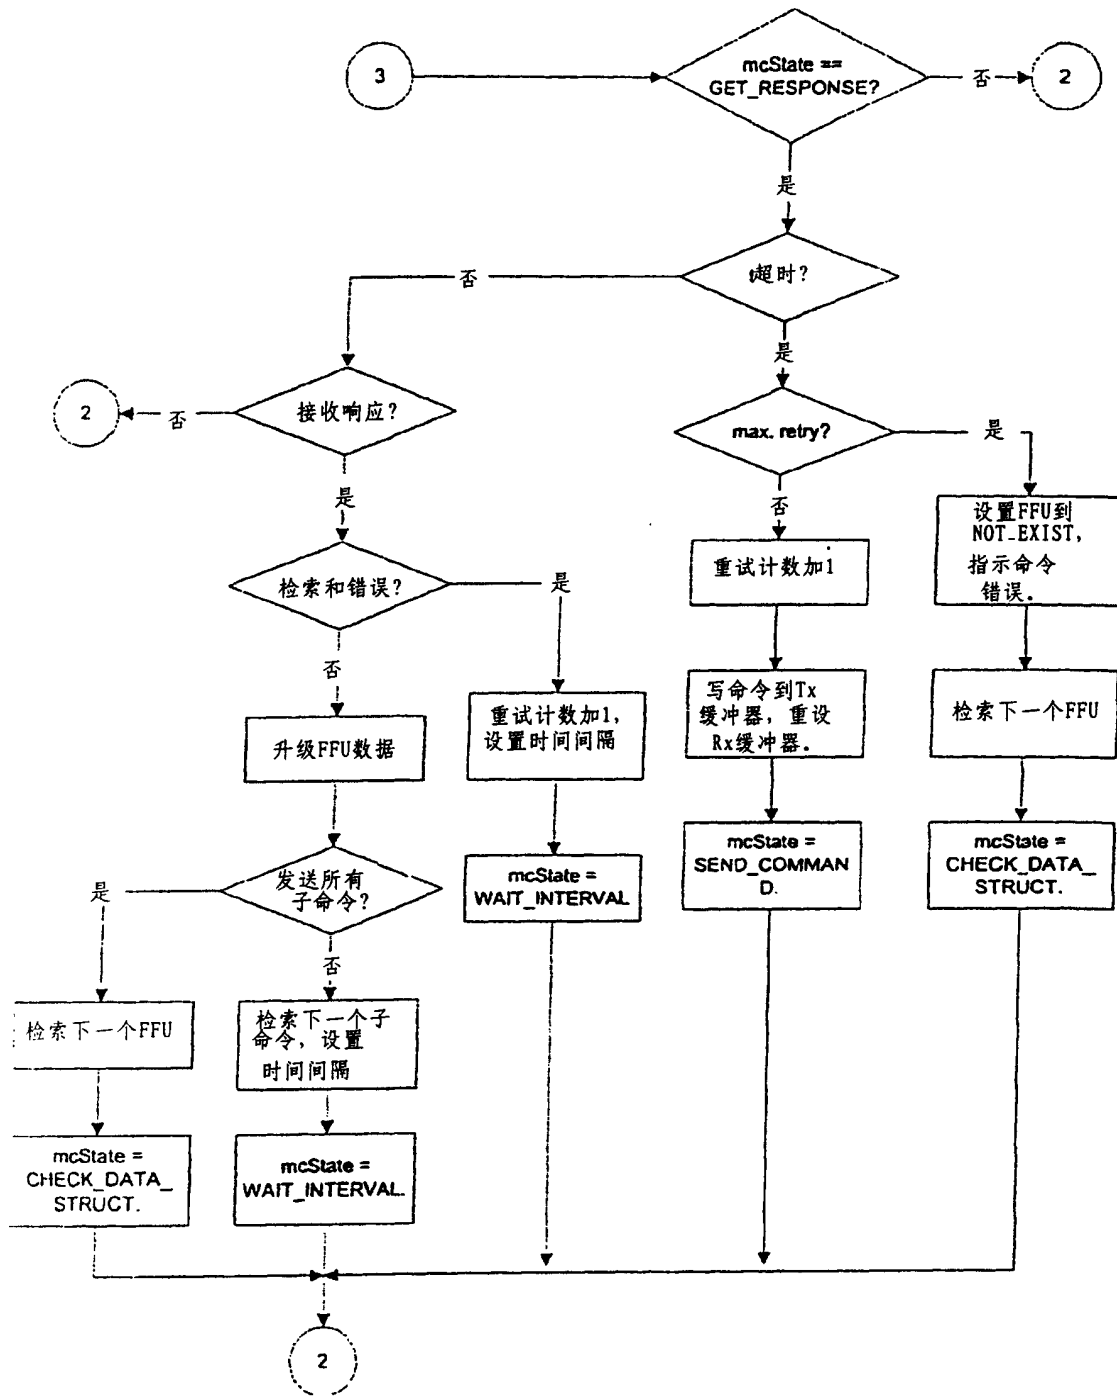 3
mcState ==
GET_RESPONSE?
否
2
是
超时?
否
是
2
否
接收响应?
max. retry?
是
是
否
设置FFU到
NOT_EXIST,
指示命令
错误.
重试计数加1
检索和错误?
是
否
写命令到Tx
缓冲器, 重设
Rx缓冲器.
检索下一个FFU
重试计数加1,
设置时间间隔
升级FFU数据
mcState =
SEND_COMMAN
D.
mcState =
CHECK_DATA_
STRUCT.
mcState =
WAIT_INTERVAL
是
发送所有
子命令?
否
检索下一个FFU
检索下一个子
命令, 设置
时间间隔
mcState =
CHECK_DATA_
STRUCT.
mcState =
WAIT_INTERVAL.
2